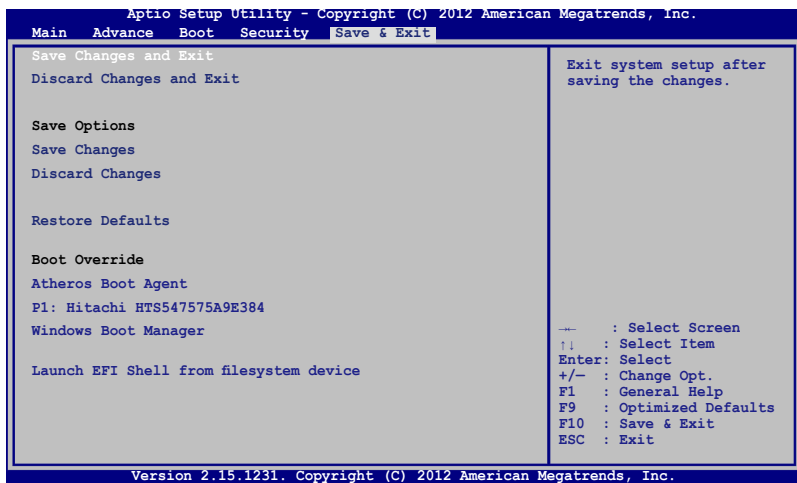 Aptio Setup Utility - Copyright (C) 2012 American Megatrends, Inc.
Main Advance Boot Security Save & Exit
Save Changes and Exit
Discard Changes and Exit
Save Options
Save Changes
Discard Changes
Restore Defaults
Boot Override
Atheros Boot Agent
P1: Hitachi HTS547575A9E384
Windows Boot Manager
Launch EFI Shell from filesystem device
Exit system setup after
saving the changes.
→← : Select Screen
↑↓ : Select Item
Enter: Select
+/— : Change Opt.
F1 : General Help
F9 : Optimized Defaults
F10 : Save & Exit
ESC : Exit
Version 2.15.1231. Copyright (C) 2012 American Megatrends, Inc.